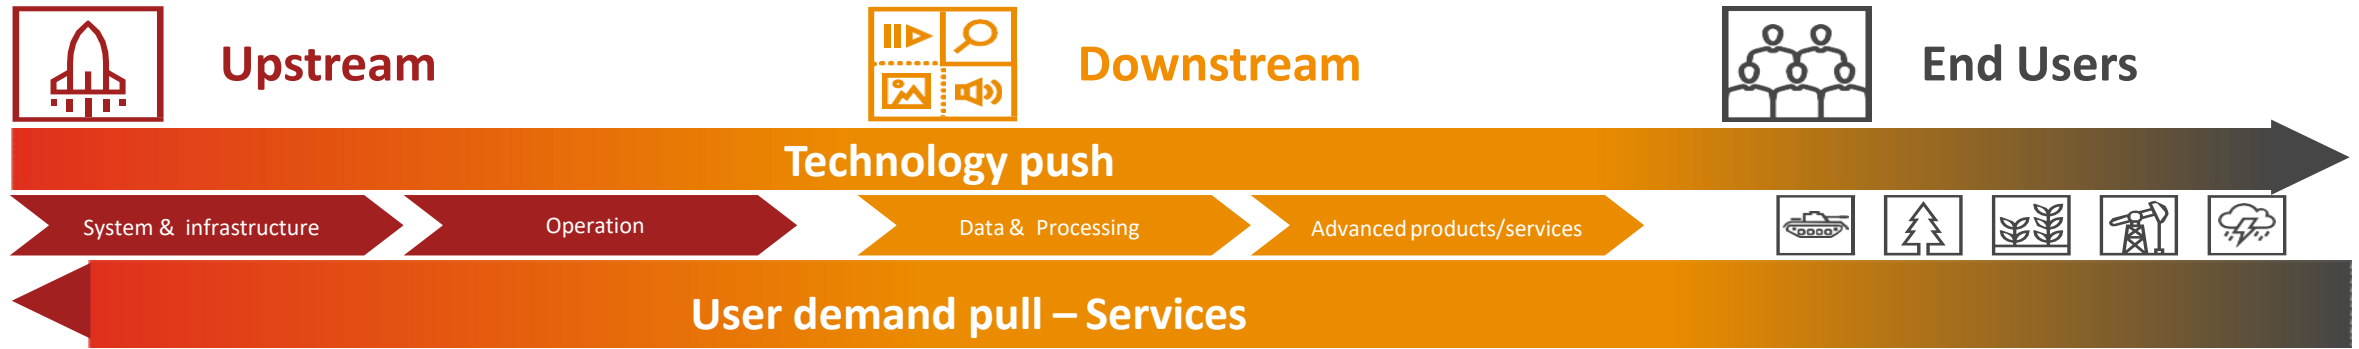 Upstream
Downstream
End Users
Technology push
System & infrastructure
Operation
Data & Processing
Advanced products/services
User demand pull – Services